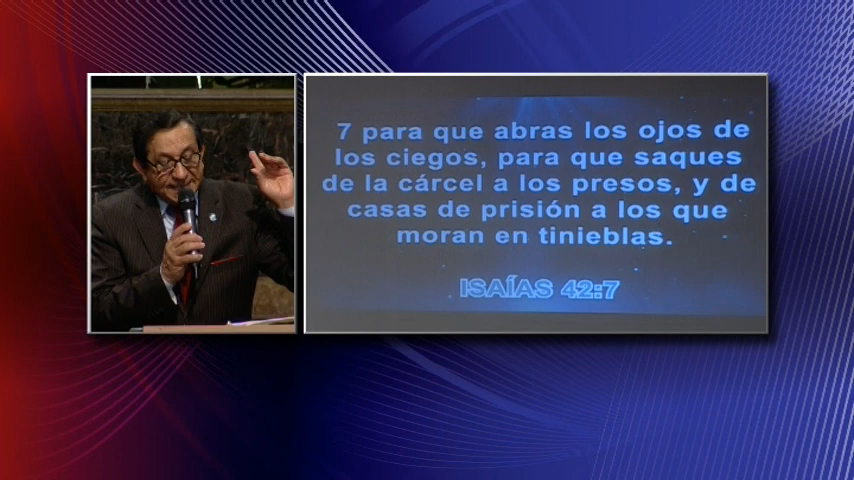 7 para que abras los ojos de
los ciegos, para que saques
de la cárcel a los presos, y de
casas de prisión a los que
moran en tinieblas.
ISAÍAS 42:7